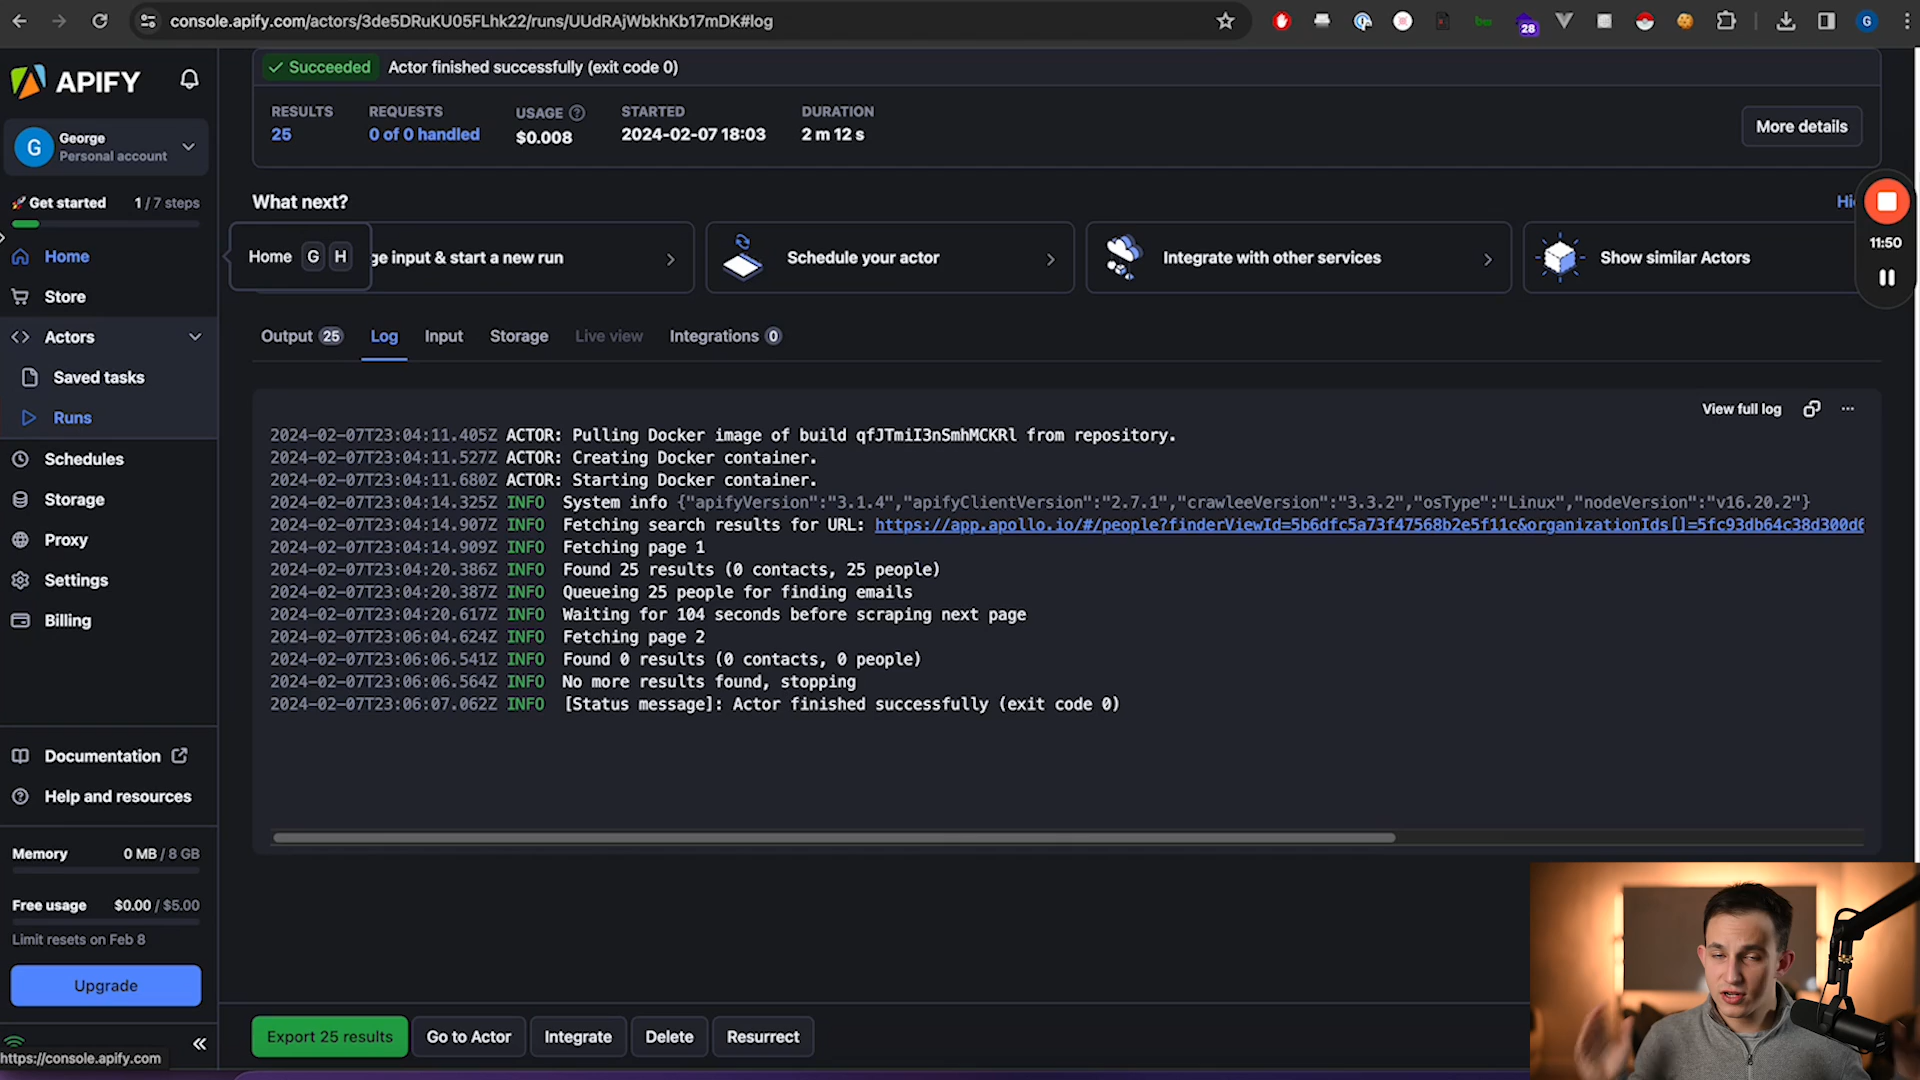 console.apify.com/actors/3de5DRuKU05FLhk22/runs/UUdRAjWbkhKb17mDK#log
28
G
APIFY
G
George
Personal account
Get started 1 / 7 steps
Home
Store
Actors
Saved tasks
Runs
Schedules
Storage
Proxy
Settings
Billing
Documentation
Help and resources
Memory 0 MB / 8 GB
Free usage $0.00 / $5.00
Limit resets on Feb 8
Upgrade
https://console.apify.com
Succeeded Actor finished successfully (exit code 0)
RESULTS REQUESTS USAGE STARTED DURATION
25 0 of 0 handled $0.008 2024-02-07 18:03 2 m 12 s
More details
What next?
Home G H
ge input & start a new run
Schedule your actor
Integrate with other services
Show similar Actors
11:50
Output 25 Log Input Storage Live view Integrations 0
View full log
2024-02-07T23:04:11.405Z ACTOR: Pulling Docker image of build qfJTmiI3nSmhMCKRl from repository.
2024-02-07T23:04:11.527Z ACTOR: Creating Docker container.
2024-02-07T23:04:11.680Z ACTOR: Starting Docker container.
2024-02-07T23:04:14.325Z INFO System info {"apifyVersion":"3.1.4","apifyClientVersion":"2.7.1","crawleeVersion":"3.3.2","osType":"Linux","nodeVersion":"v16.20.2"}
2024-02-07T23:04:14.907Z INFO Fetching search results for URL: https://app.apollo.io/#/people?finderViewId=5b6dfc5a73f47568b2e5f11c&organizationIds[]=5fc93db64c38d300d6
2024-02-07T23:04:14.909Z INFO Fetching page 1
2024-02-07T23:04:20.386Z INFO Found 25 results (0 contacts, 25 people)
2024-02-07T23:04:20.387Z INFO Queueing 25 people for finding emails
2024-02-07T23:04:20.617Z INFO Waiting for 104 seconds before scraping next page
2024-02-07T23:06:04.624Z INFO Fetching page 2
2024-02-07T23:06:06.541Z INFO Found 0 results (0 contacts, 0 people)
2024-02-07T23:06:06.564Z INFO No more results found, stopping
2024-02-07T23:06:07.062Z INFO [Status message]: Actor finished successfully (exit code 0)
Export 25 results Go to Actor Integrate Delete Resurrect